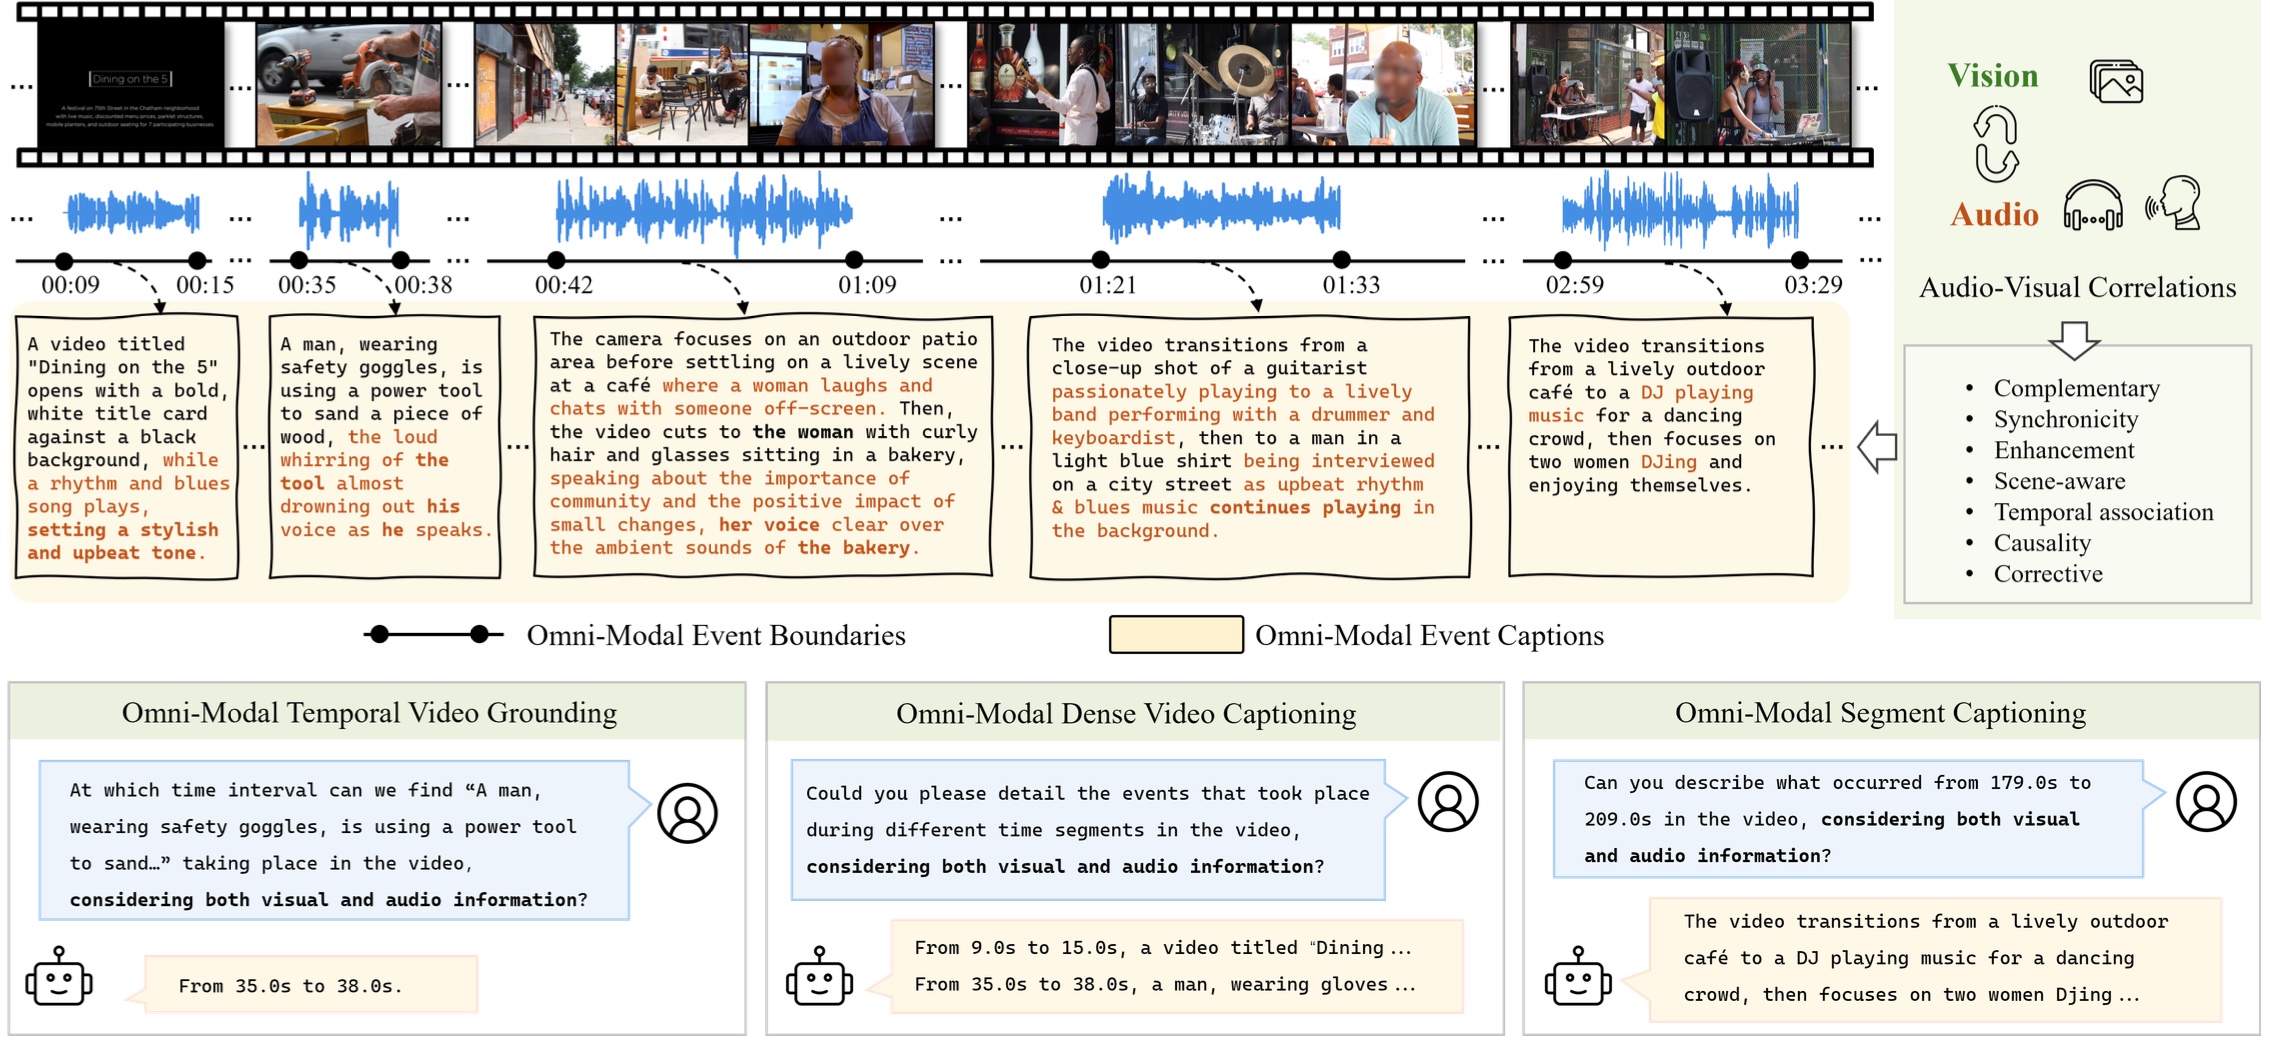 Dining on the 5
A festival on 75th Street in the Chatham neighborhood
with live music, discounted menu prices, parklet structures,
mobile planters, and outdoor seating for 7 participating businesses.
Vision
Audio
Audio-Visual Correlations
• Complementary
• Synchronicity
• Enhancement
• Scene-aware
• Temporal association
• Causality
• Corrective
00:09
00:15
00:35
00:38
00:42
01:09
01:21
01:33
02:59
03:29
A video titled
"Dining on the 5"
opens with a bold,
white title card
against a black
background, while
a rhythm and blues
song plays,
setting a stylish
and upbeat tone.
A man, wearing
safety goggles, is
using a power tool
to sand a piece of
wood, the loud
whirring of the
tool almost
drowning out his
voice as he speaks.
The camera focuses on an outdoor patio
area before settling on a lively scene
at a café where a woman laughs and
chats with someone off-screen. Then,
the video cuts to the woman with curly
hair and glasses sitting in a bakery,
speaking about the importance of
community and the positive impact of
small changes, her voice clear over
the ambient sounds of the bakery.
The video transitions from a
close-up shot of a guitarist
passionately playing to a lively
band performing with a drummer and
keyboardist, then to a man in a
light blue shirt being interviewed
on a city street as upbeat rhythm
& blues music continues playing in
the background.
The video transitions
from a lively outdoor
café to a DJ playing
music for a dancing
crowd, then focuses on
two women DJing and
enjoying themselves.
Omni-Modal Event Boundaries
Omni-Modal Event Captions
Omni-Modal Temporal Video Grounding
At which time interval can we find “A man,
wearing safety goggles, is using a power tool
to sand…” taking place in the video,
considering both visual and audio information?
From 35.0s to 38.0s.
Omni-Modal Dense Video Captioning
Could you please detail the events that took place
during different time segments in the video,
considering both visual and audio information?
From 9.0s to 15.0s, a video titled “Dining ...
From 35.0s to 38.0s, a man, wearing gloves ...
Omni-Modal Segment Captioning
Can you describe what occurred from 179.0s to
209.0s in the video, considering both visual
and audio information?
The video transitions from a lively outdoor
café to a DJ playing music for a dancing
crowd, then focuses on two women Djing ...